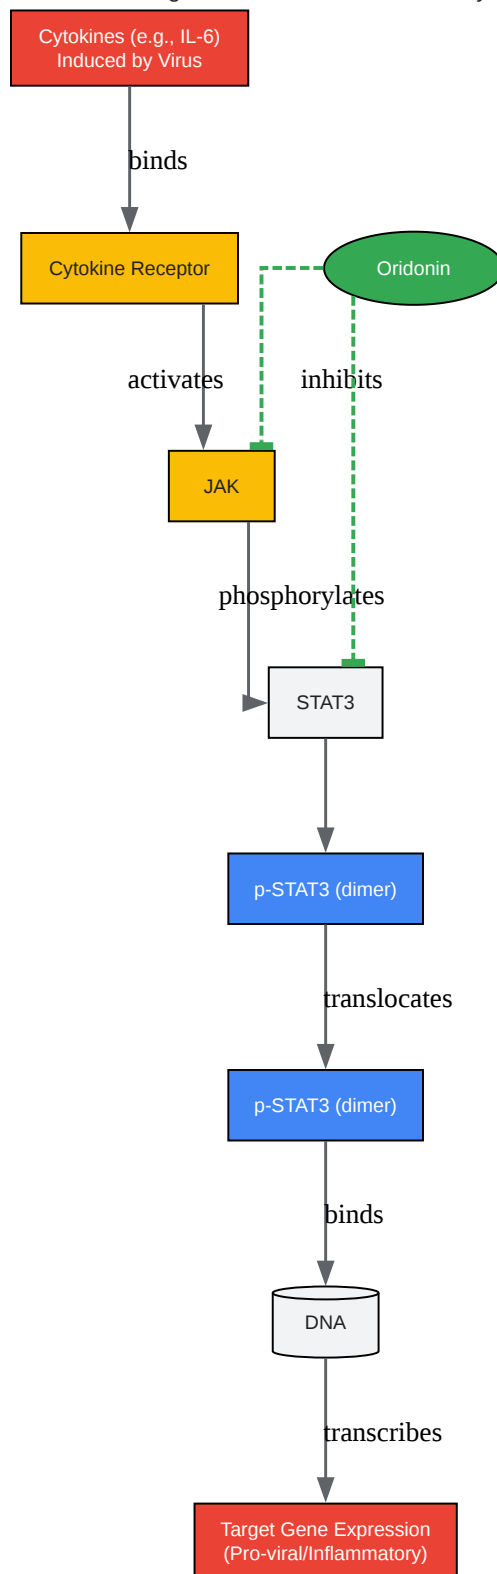 Cytokines (e.g., IL-6)
Induced by Virus
binds
Cytokine Receptor
Oridonin
activates
inhibits
JAK
phosphorylates
STAT3
p-STAT3 (dimer)
translocates
p-STAT3 (dimer)
binds
DNA
transcribes
Target Gene Expression
(Pro-viral/Inflammatory)